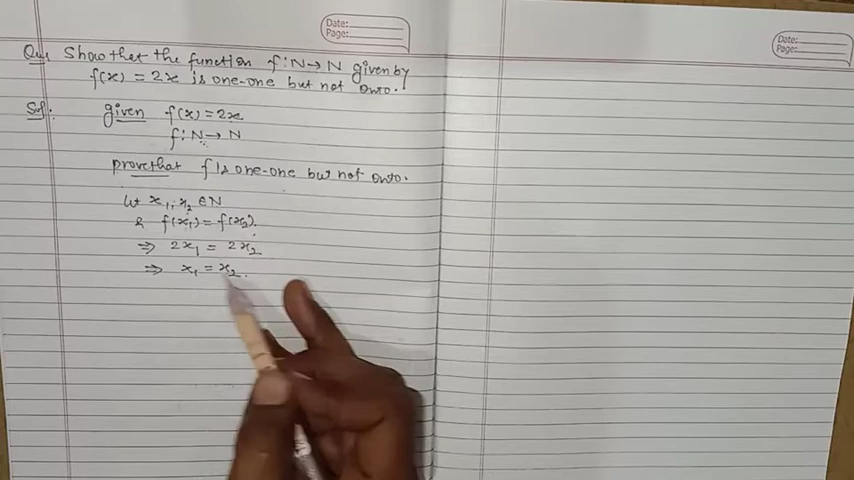 Date:
Page:
Date:
Page:
Que. Show that the function f:N→N given by
f(x) = 2x is one-one but not onto.
Sol: given f(x) = 2x
f: N → N
prove that f is one-one but not onto.
let x₁, x₂ ∈ N
& f(x₁) = f(x₂).
⇒ 2x₁ = 2x₂
⇒ x₁ = x₂.